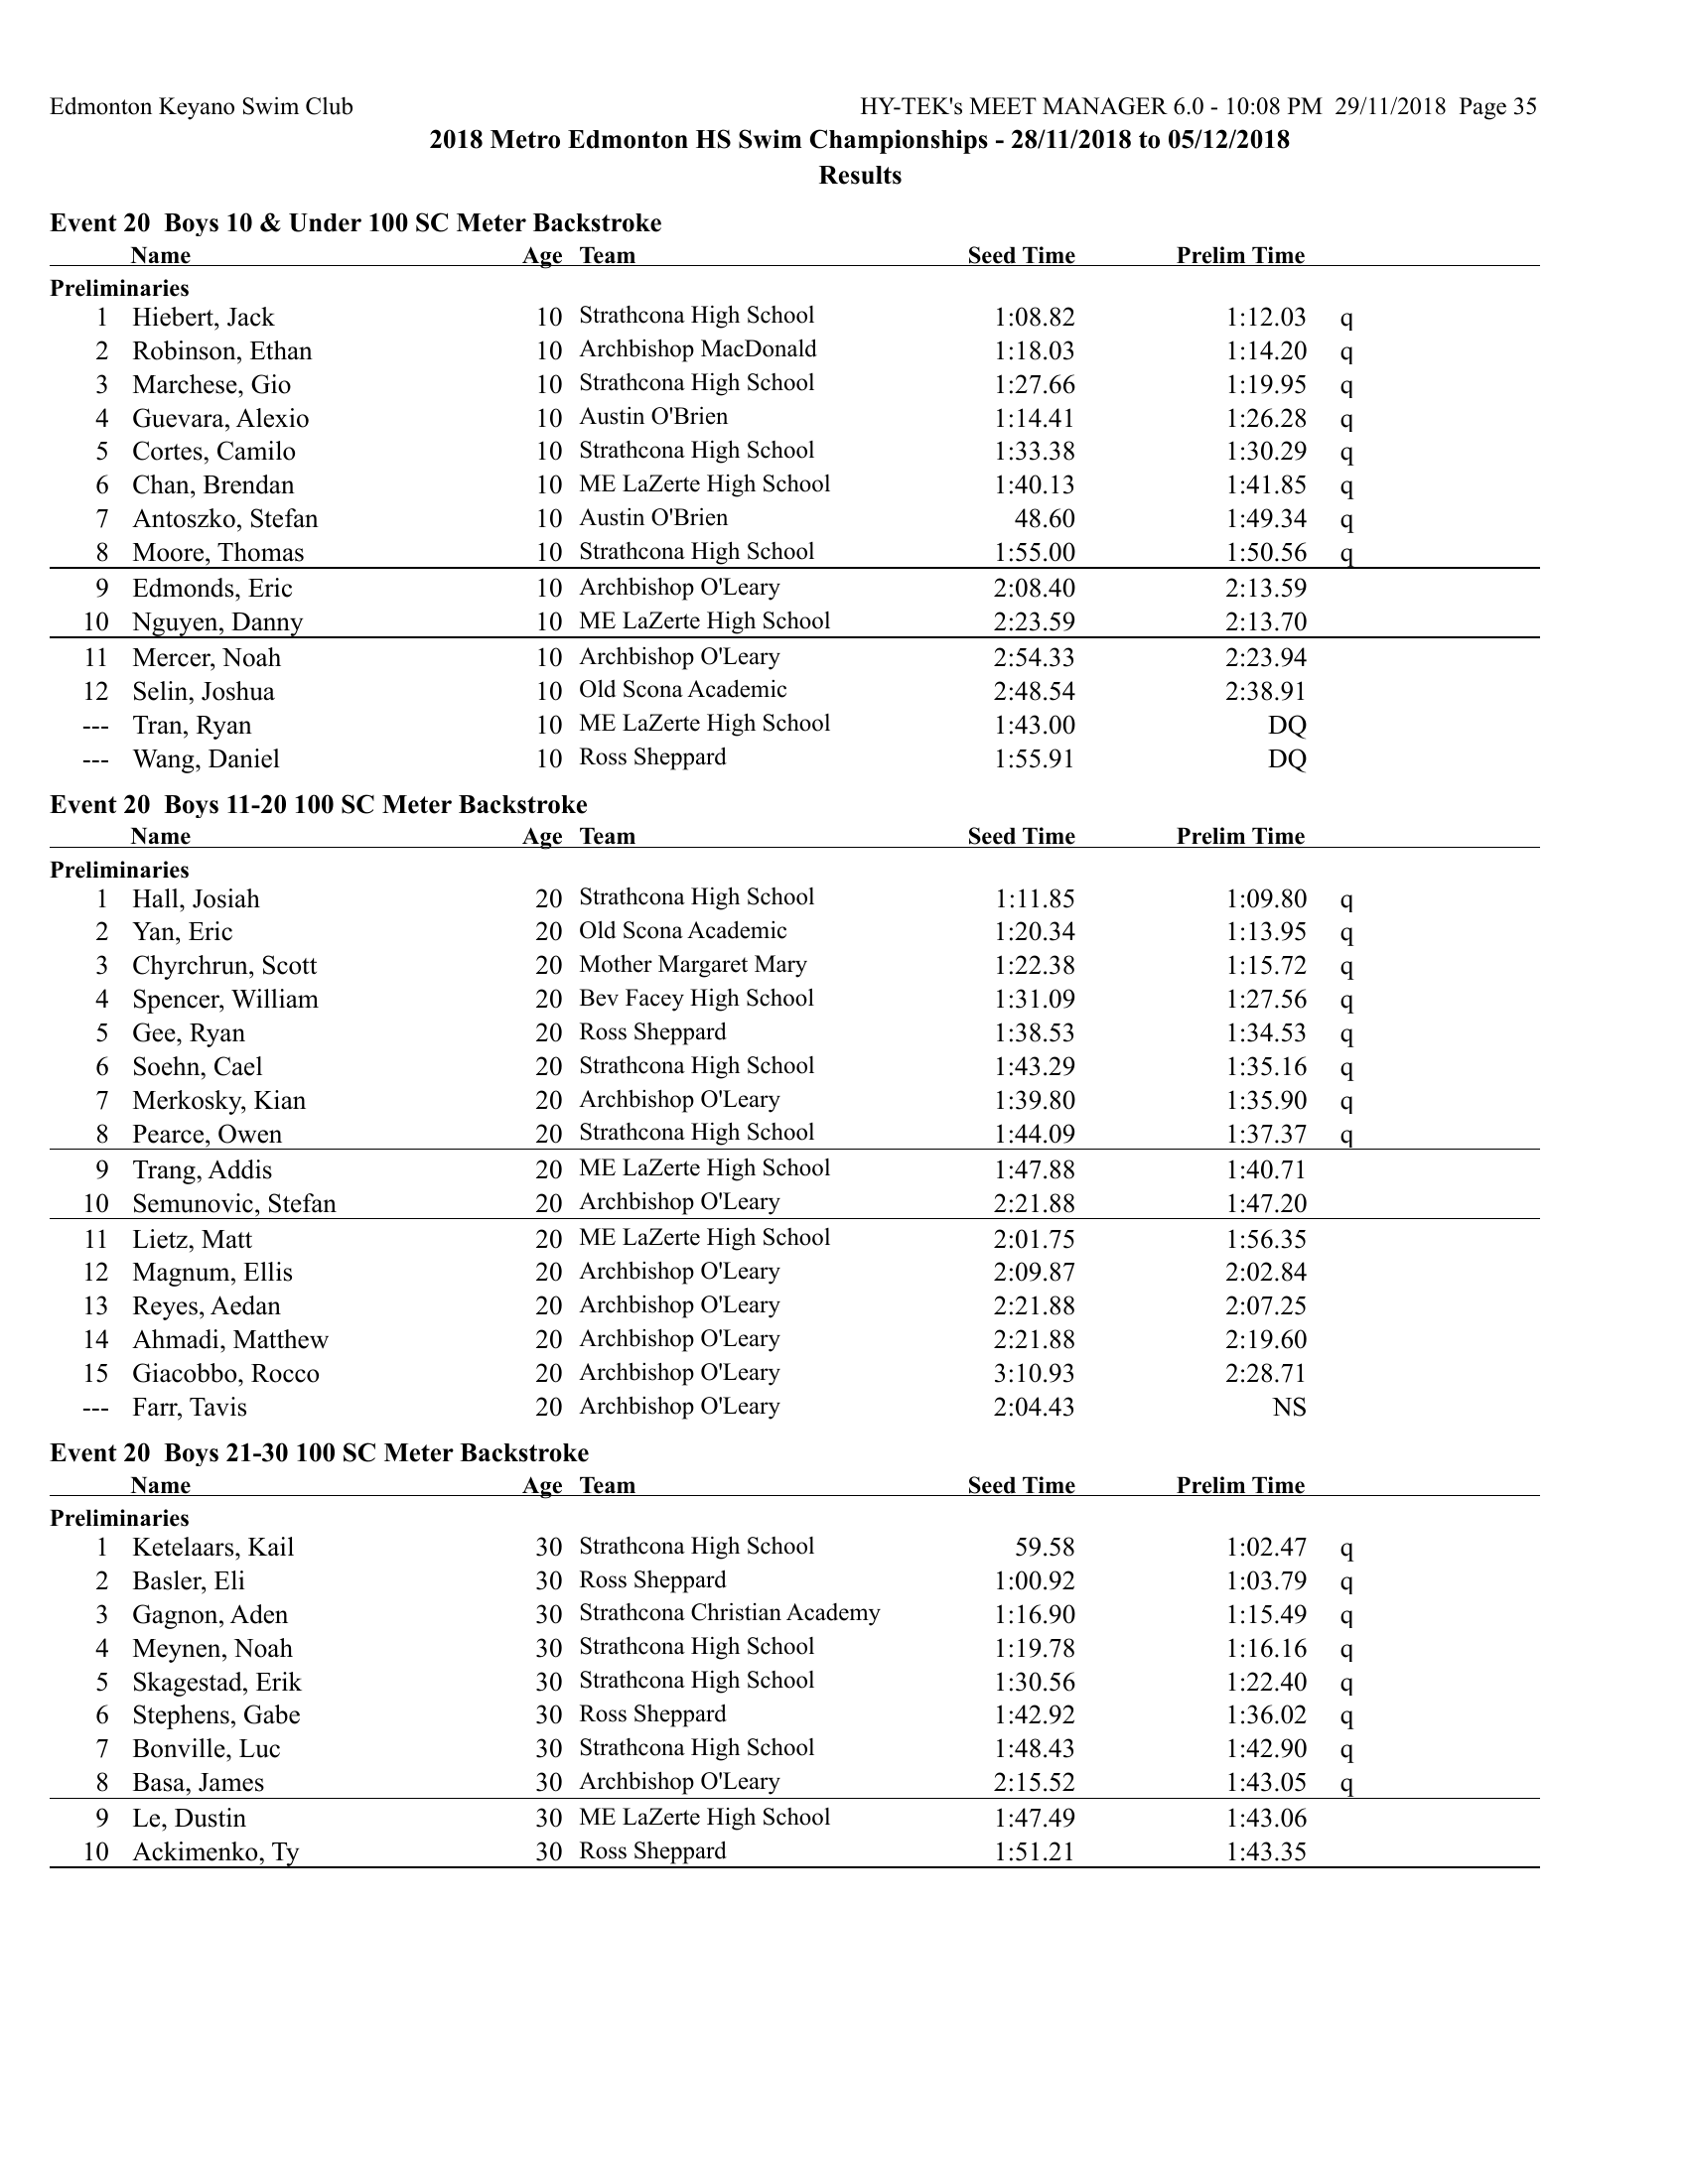 Edmonton Keyano Swim Club HY-TEK's MEET MANAGER 6.0 - 10:08 PM 29/11/2018 Page 35
2018 Metro Edmonton HS Swim Championships - 28/11/2018 to 05/12/2018
Results
Event 20 Boys 10 & Under 100 SC Meter Backstroke
Name Age Team Seed Time Prelim Time
Preliminaries
1 Hiebert, Jack 10 Strathcona High School 1:08.82 1:12.03 q
2 Robinson, Ethan 10 Archbishop MacDonald 1:18.03 1:14.20 q
3 Marchese, Gio 10 Strathcona High School 1:27.66 1:19.95 q
4 Guevara, Alexio 10 Austin O'Brien 1:14.41 1:26.28 q
5 Cortes, Camilo 10 Strathcona High School 1:33.38 1:30.29 q
6 Chan, Brendan 10 ME LaZerte High School 1:40.13 1:41.85 q
7 Antoszko, Stefan 10 Austin O'Brien 48.60 1:49.34 q
8 Moore, Thomas 10 Strathcona High School 1:55.00 1:50.56 q
9 Edmonds, Eric 10 Archbishop O'Leary 2:08.40 2:13.59
10 Nguyen, Danny 10 ME LaZerte High School 2:23.59 2:13.70
11 Mercer, Noah 10 Archbishop O'Leary 2:54.33 2:23.94
12 Selin, Joshua 10 Old Scona Academic 2:48.54 2:38.91
--- Tran, Ryan 10 ME LaZerte High School 1:43.00 DQ
--- Wang, Daniel 10 Ross Sheppard 1:55.91 DQ
Event 20 Boys 11-20 100 SC Meter Backstroke
Name Age Team Seed Time Prelim Time
Preliminaries
1 Hall, Josiah 20 Strathcona High School 1:11.85 1:09.80 q
2 Yan, Eric 20 Old Scona Academic 1:20.34 1:13.95 q
3 Chyrchrun, Scott 20 Mother Margaret Mary 1:22.38 1:15.72 q
4 Spencer, William 20 Bev Facey High School 1:31.09 1:27.56 q
5 Gee, Ryan 20 Ross Sheppard 1:38.53 1:34.53 q
6 Soehn, Cael 20 Strathcona High School 1:43.29 1:35.16 q
7 Merkosky, Kian 20 Archbishop O'Leary 1:39.80 1:35.90 q
8 Pearce, Owen 20 Strathcona High School 1:44.09 1:37.37 q
9 Trang, Addis 20 ME LaZerte High School 1:47.88 1:40.71
10 Semunovic, Stefan 20 Archbishop O'Leary 2:21.88 1:47.20
11 Lietz, Matt 20 ME LaZerte High School 2:01.75 1:56.35
12 Magnum, Ellis 20 Archbishop O'Leary 2:09.87 2:02.84
13 Reyes, Aedan 20 Archbishop O'Leary 2:21.88 2:07.25
14 Ahmadi, Matthew 20 Archbishop O'Leary 2:21.88 2:19.60
15 Giacobbo, Rocco 20 Archbishop O'Leary 3:10.93 2:28.71
--- Farr, Tavis 20 Archbishop O'Leary 2:04.43 NS
Event 20 Boys 21-30 100 SC Meter Backstroke
Name Age Team Seed Time Prelim Time
Preliminaries
1 Ketelaars, Kail 30 Strathcona High School 59.58 1:02.47 q
2 Basler, Eli 30 Ross Sheppard 1:00.92 1:03.79 q
3 Gagnon, Aden 30 Strathcona Christian Academy 1:16.90 1:15.49 q
4 Meynen, Noah 30 Strathcona High School 1:19.78 1:16.16 q
5 Skagestad, Erik 30 Strathcona High School 1:30.56 1:22.40 q
6 Stephens, Gabe 30 Ross Sheppard 1:42.92 1:36.02 q
7 Bonville, Luc 30 Strathcona High School 1:48.43 1:42.90 q
8 Basa, James 30 Archbishop O'Leary 2:15.52 1:43.05 q
9 Le, Dustin 30 ME LaZerte High School 1:47.49 1:43.06
10 Ackimenko, Ty 30 Ross Sheppard 1:51.21 1:43.35